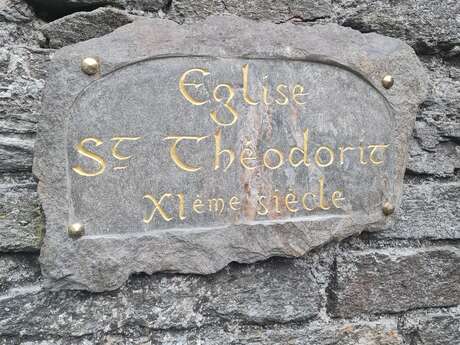 Eglise
St Théodorit
XIème siècle